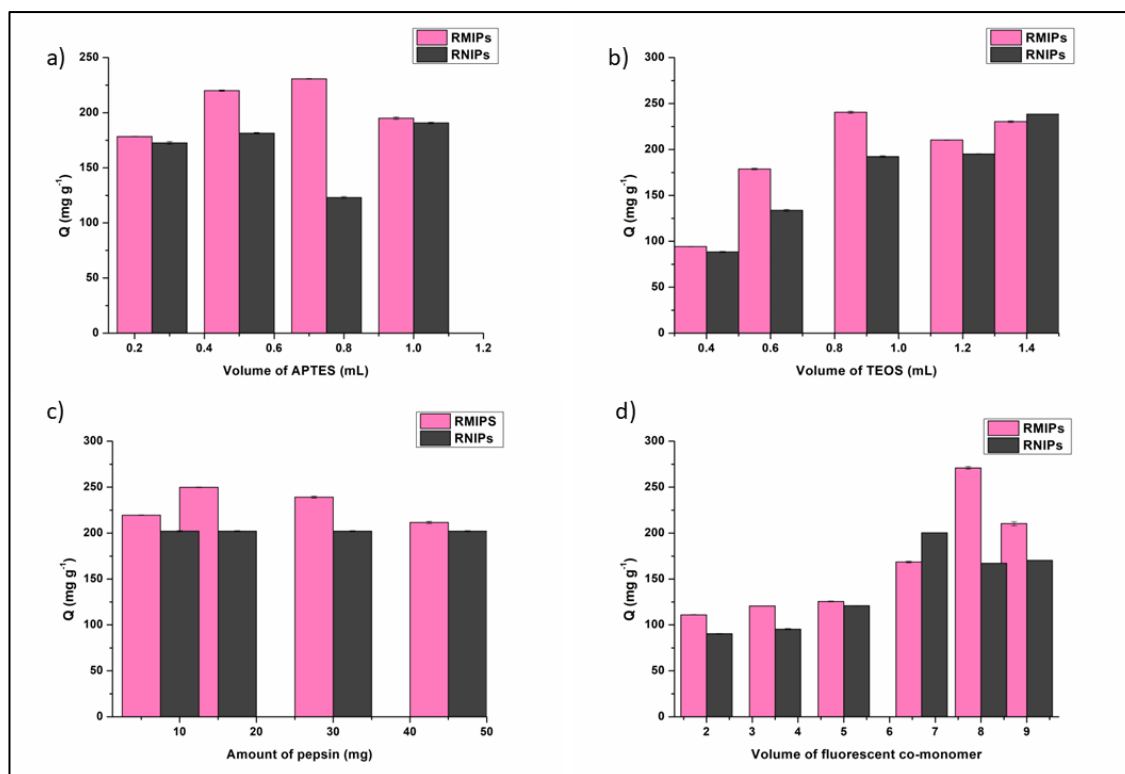 a)
RMIPs
RNIPs
250
200
150
100
50
0
Q (mg g⁻¹)
0.2 0.4 0.6 0.8 1.0 1.2
Volume of APTES (mL)
b)
RMIPs
RNIPs
300
250
200
150
100
50
0
Q (mg g⁻¹)
0.4 0.6 0.8 1.0 1.2 1.4
Volume of TEOS (mL)
c)
RMIPS
RNIPs
300
250
200
150
100
50
0
Q (mg g⁻¹)
10 20 30 40 50
Amount of pepsin (mg)
d)
RMIPs
RNIPs
300
250
200
150
100
50
0
Q (mg g⁻¹)
2 3 4 5 6 7 8 9
Volume of fluorescent co-monomer